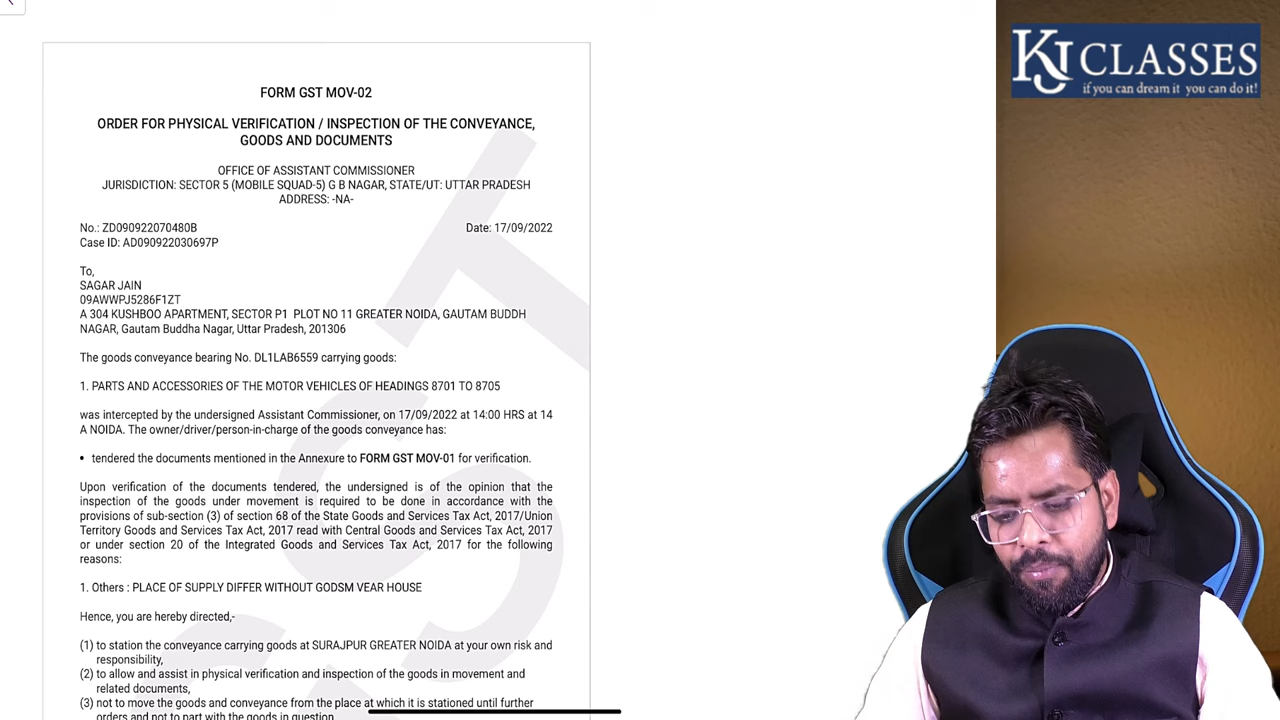 FORM GST MOV-02
ORDER FOR PHYSICAL VERIFICATION / INSPECTION OF THE CONVEYANCE,
GOODS AND DOCUMENTS
OFFICE OF ASSISTANT COMMISSIONER
JURISDICTION: SECTOR 5 (MOBILE SQUAD-5) G B NAGAR, STATE/UT: UTTAR PRADESH
ADDRESS: -NA-
No.: ZD090922070480B Date: 17/09/2022
Case ID: AD090922030697P
To,
SAGAR JAIN
09AWWPJ5286F1ZT
A 304 KUSHBOO APARTMENT, SECTOR P1 PLOT NO 11 GREATER NOIDA, GAUTAM BUDDH
NAGAR, Gautam Buddha Nagar, Uttar Pradesh, 201306
The goods conveyance bearing No. DL1LAB6559 carrying goods:
1. PARTS AND ACCESSORIES OF THE MOTOR VEHICLES OF HEADINGS 8701 TO 8705
was intercepted by the undersigned Assistant Commissioner, on 17/09/2022 at 14:00 HRS at 14
A NOIDA. The owner/driver/person-in-charge of the goods conveyance has:
• tendered the documents mentioned in the Annexure to FORM GST MOV-01 for verification.
Upon verification of the documents tendered, the undersigned is of the opinion that the
inspection of the goods under movement is required to be done in accordance with the
provisions of sub-section (3) of section 68 of the State Goods and Services Tax Act, 2017/Union
Territory Goods and Services Tax Act, 2017 read with Central Goods and Services Tax Act, 2017
or under section 20 of the Integrated Goods and Services Tax Act, 2017 for the following
reasons:
1. Others : PLACE OF SUPPLY DIFFER WITHOUT GODSM VEAR HOUSE
Hence, you are hereby directed,-
(1) to station the conveyance carrying goods at SURAJPUR GREATER NOIDA at your own risk and
responsibility,
(2) to allow and assist in physical verification and inspection of the goods in movement and
related documents,
(3) not to move the goods and conveyance from the place at which it is stationed until further
orders and not to part with the goods in question
KJ CLASSES
if you can dream it you can do it!